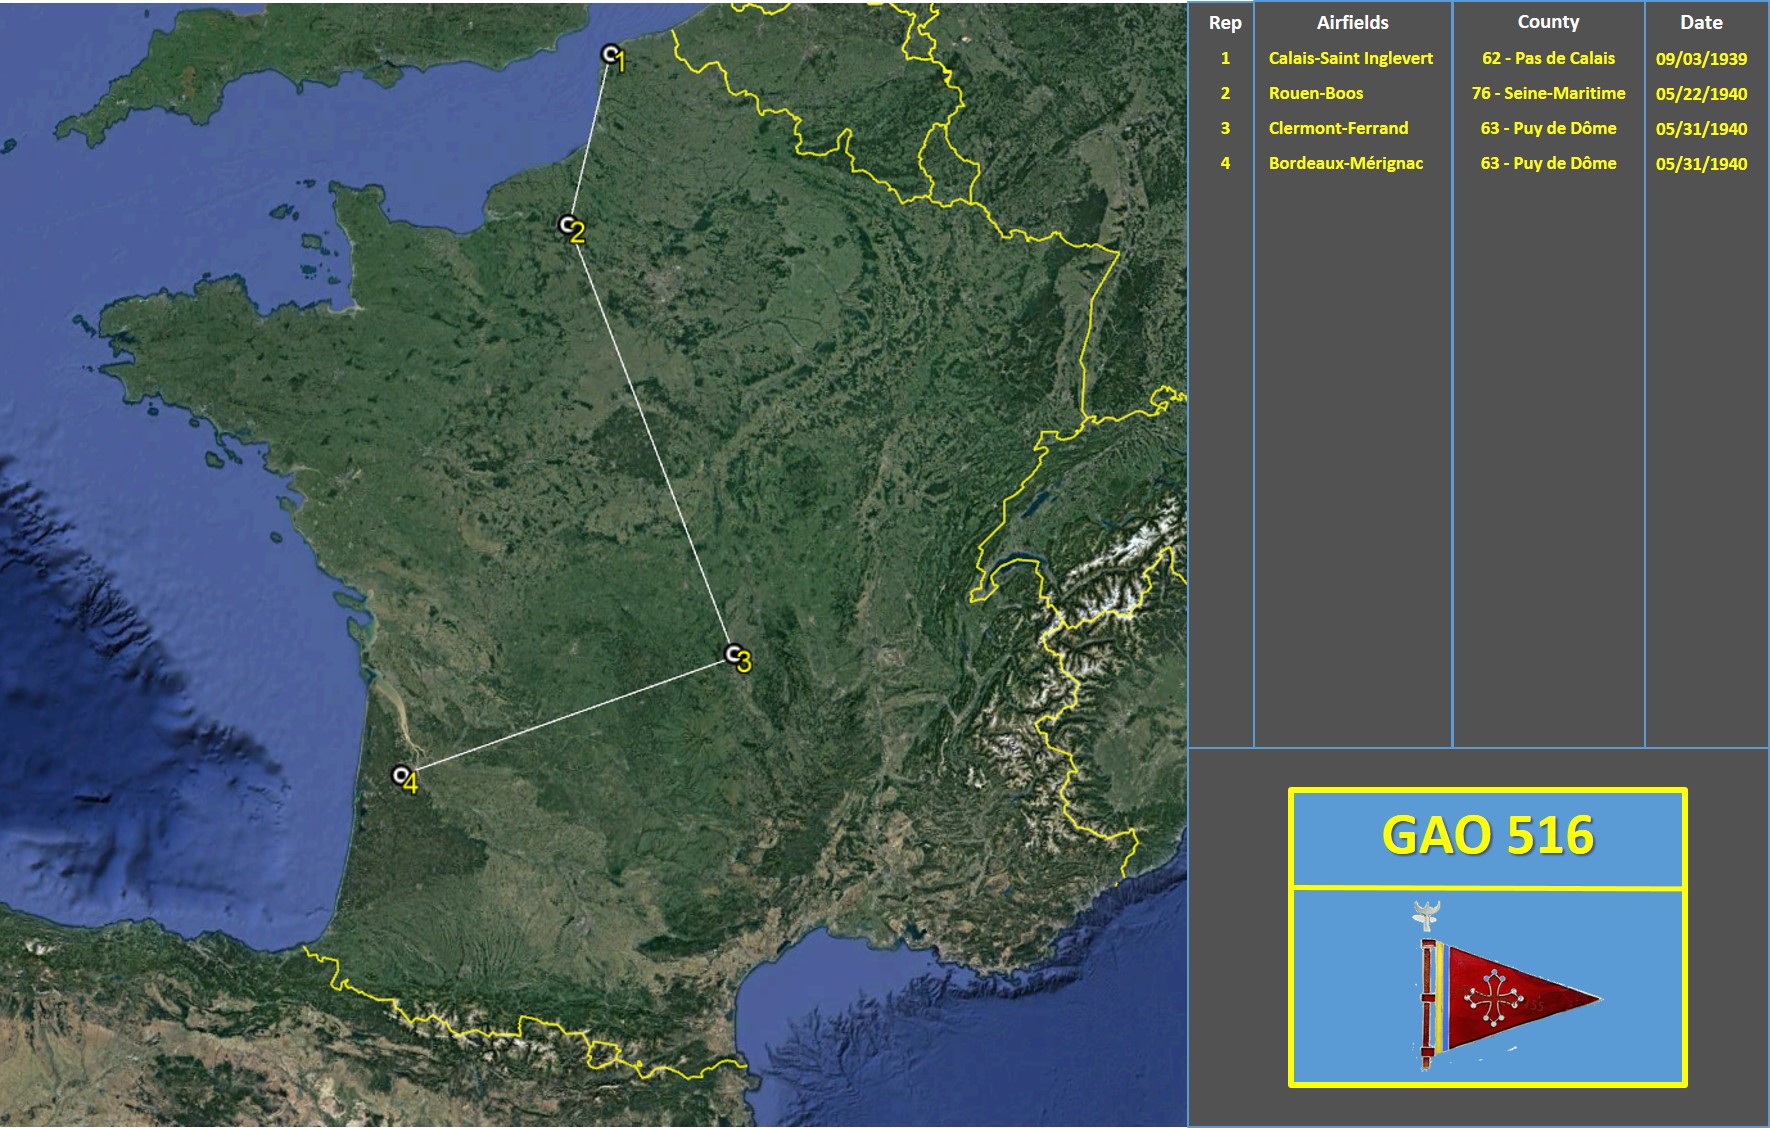 Rep Airfields County Date
1 Calais-Saint Inglevert 62 - Pas de Calais 09/03/1939
2 Rouen-Boos 76 - Seine-Maritime 05/22/1940
3 Clermont-Ferrand 63 - Puy de Dôme 05/31/1940
4 Bordeaux-Mérignac 63 - Puy de Dôme 05/31/1940
1
2
3
4
GAO 516